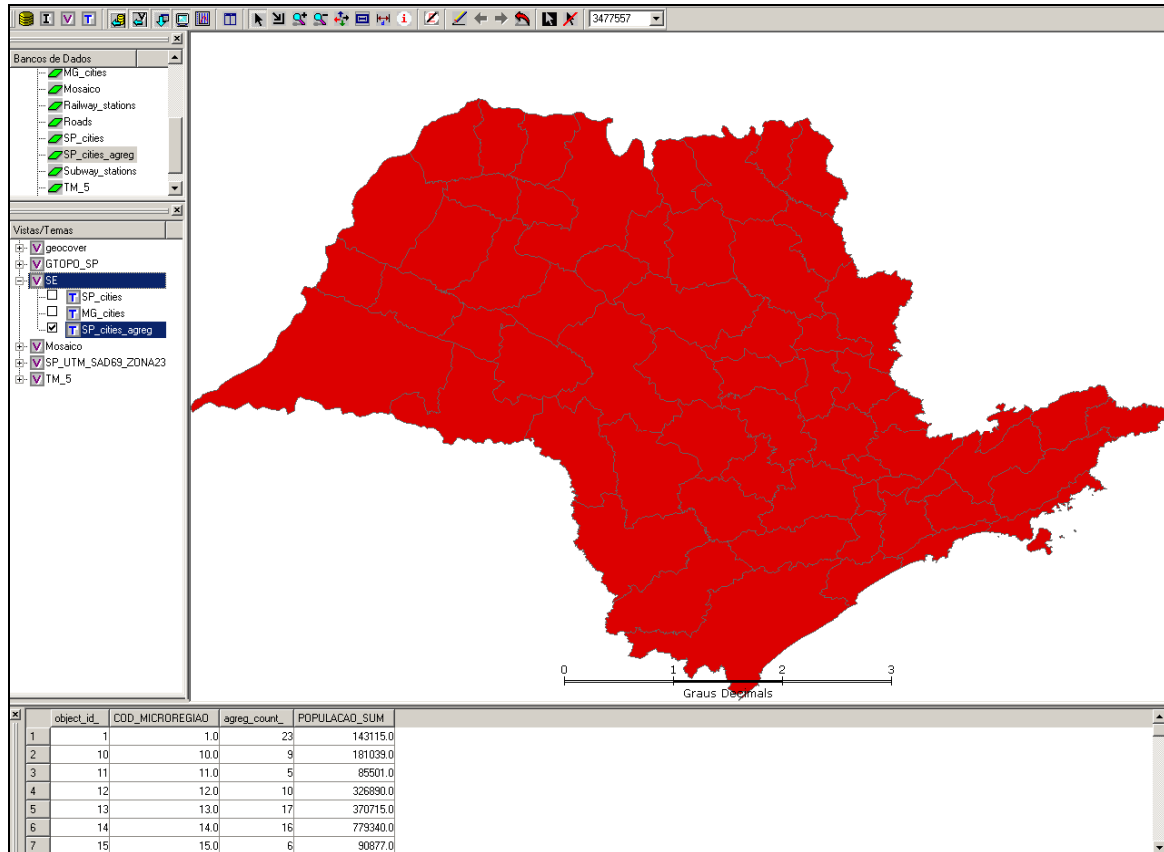 I V T
3477557
Bancos de Dados
MG_cities
Mosaico
Railway_stations
Roads
SP_cities
SP_cities_agreg
Subway_stations
TM_5
Vistas/Temas
V geocover
V GTOPO_SP
V SE
T SP_cities
T MG_cities
T SP_cities_agreg
V Mosaico
V SP_UTM_SAD69_ZONA23
V TM_5
0 1 2 3
Graus Decimals
object_id_ COD_MICROREGIAO agreg_count_ POPULACAO_SUM
1 1 1.0 23 143115.0
2 10 10.0 9 181039.0
3 11 11.0 5 85501.0
4 12 12.0 10 326890.0
5 13 13.0 17 370715.0
6 14 14.0 16 779340.0
7 15 15.0 6 90877.0